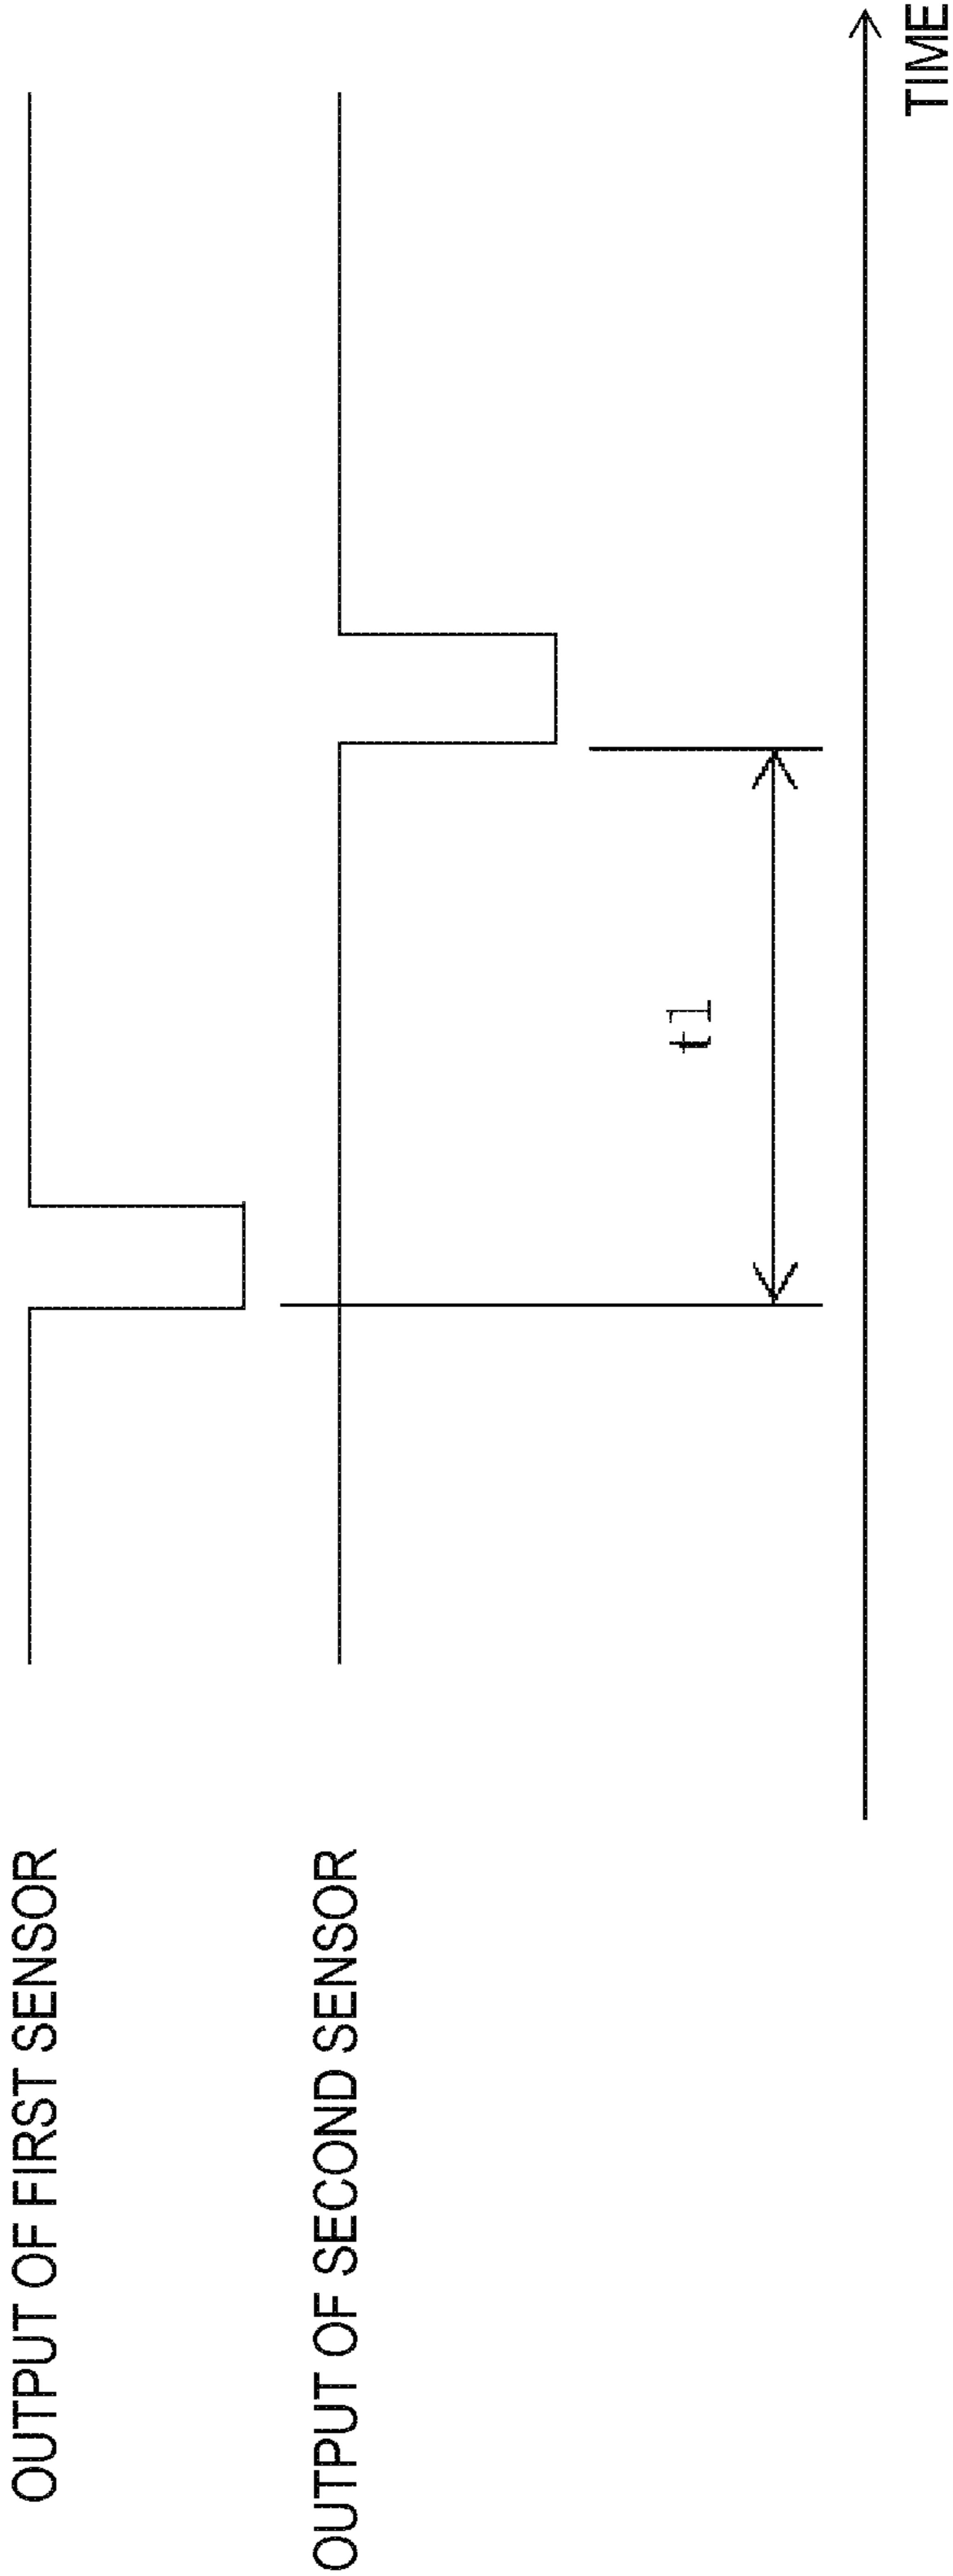 OUTPUT OF FIRST SENSOR
OUTPUT OF SECOND SENSOR
t1
TIME